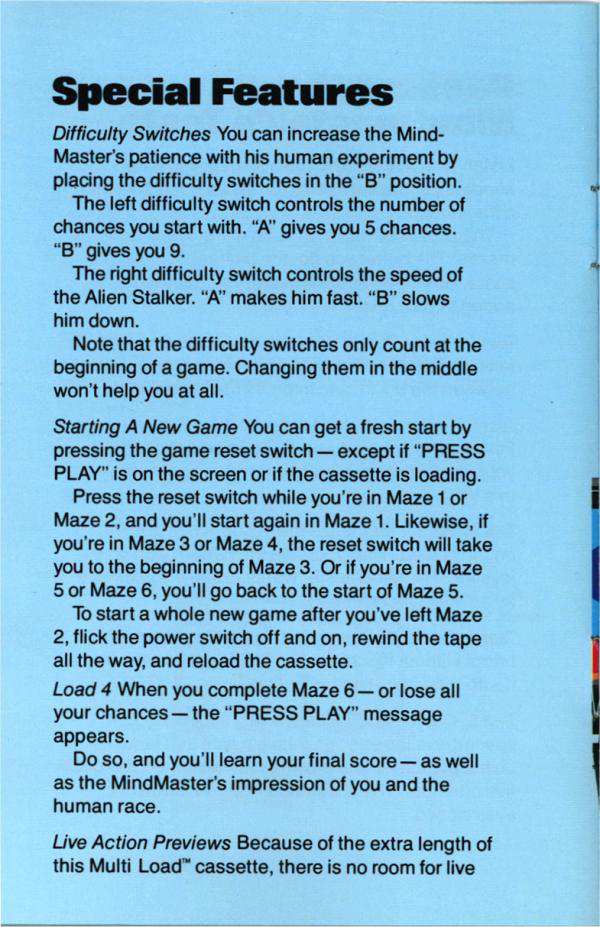 Special Features
Difficulty Switches You can increase the Mind-
Master's patience with his human experiment by
placing the difficulty switches in the “B” position.
The left difficulty switch controls the number of
chances you start with. “A” gives you 5 chances.
“B” gives you 9.
The right difficulty switch controls the speed of
the Alien Stalker. “A” makes him fast. “B” slows
him down.
Note that the difficulty switches only count at the
beginning of a game. Changing them in the middle
won't help you at all.
Starting A New Game You can get a fresh start by
pressing the game reset switch — except if “PRESS
PLAY” is on the screen or if the cassette is loading.
Press the reset switch while you're in Maze 1 or
Maze 2, and you'll start again in Maze 1. Likewise, if
you're in Maze 3 or Maze 4, the reset switch will take
you to the beginning of Maze 3. Or if you're in Maze
5 or Maze 6, you'll go back to the start of Maze 5.
To start a whole new game after you've left Maze
2, flick the power switch off and on, rewind the tape
all the way, and reload the cassette.
Load 4 When you complete Maze 6 — or lose all
your chances — the “PRESS PLAY” message
appears.
Do so, and you'll learn your final score — as well
as the MindMaster's impression of you and the
human race.
Live Action Previews Because of the extra length of
this Multi Load™ cassette, there is no room for live